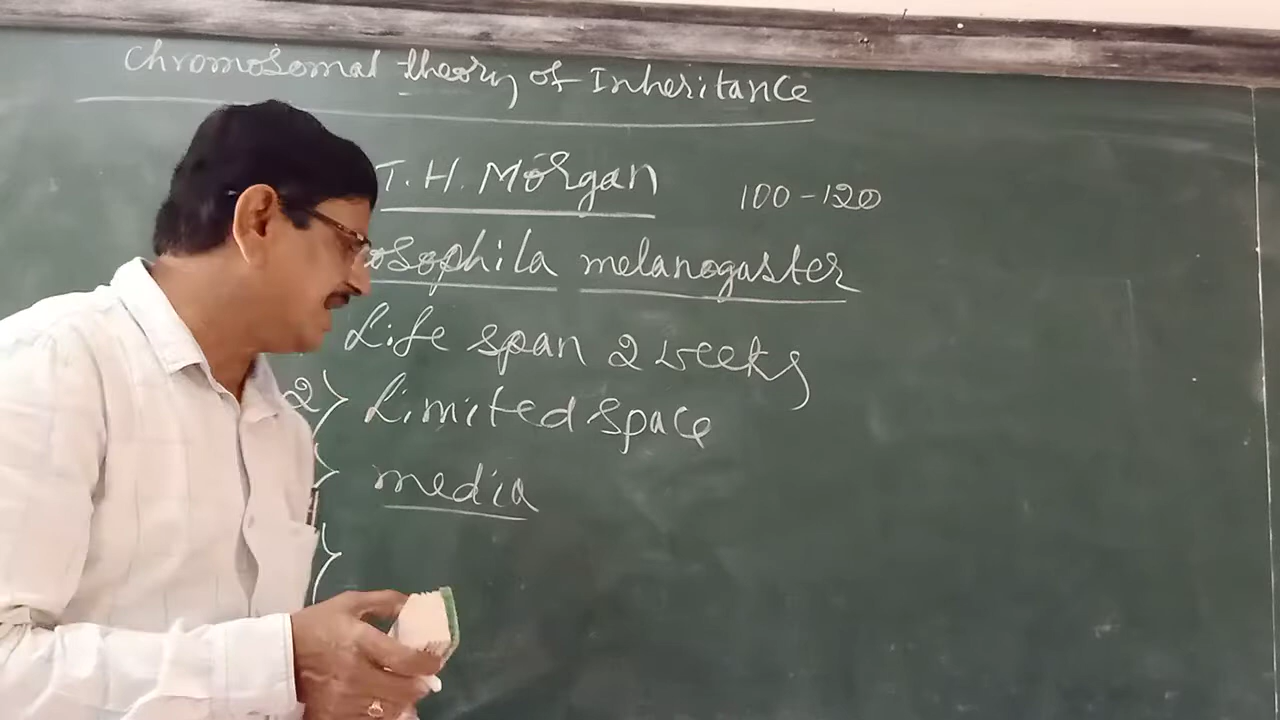 Chromosomal theory of Inheritance
T. H. Morgan 100-120
osophila melanogaster
Life span 2 weeks
2) Limited space
) media
)